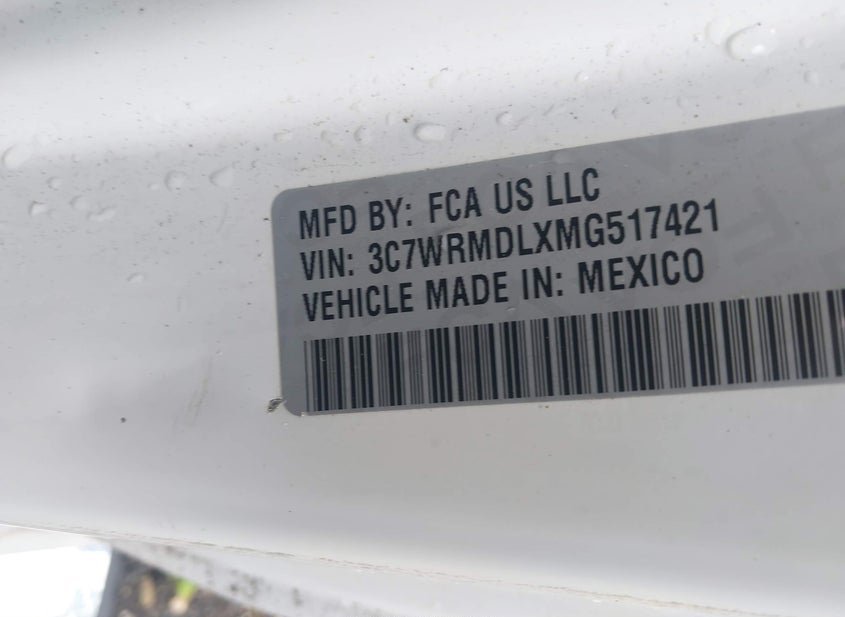 MFD BY: FCA US LLC
VIN: 3C7WRMDLXMG517421
VEHICLE MADE IN: MEXICO